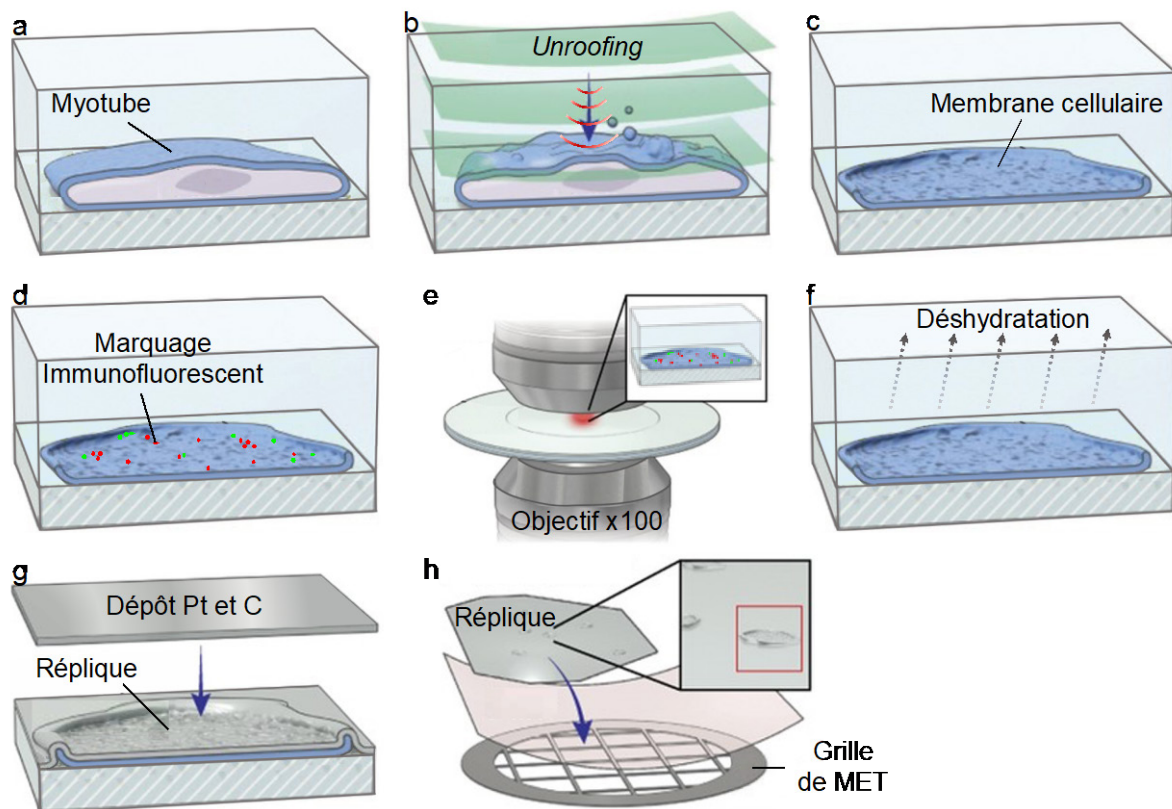 a
Myotube
b
Unroofing
c
Membrane cellulaire
d
Marquage
Immunofluorescent
e
Objectif x100
f
Déshydratation
g
Dépôt Pt et C
Réplique
h
Réplique
Grille
de MET